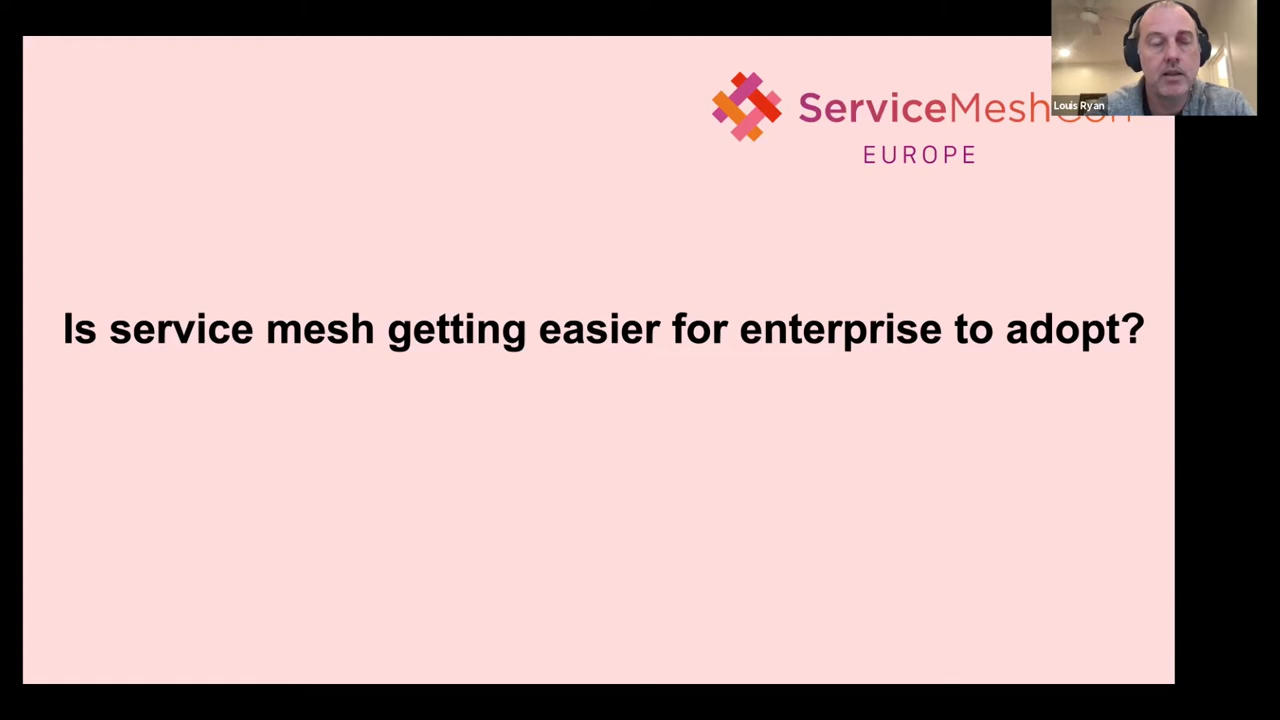 ServiceMesh
Louis Ryan
EUROPE
Is service mesh getting easier for enterprise to adopt?